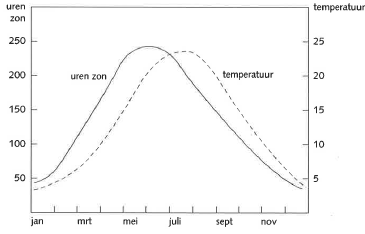 uren
zon
temperatuur
250
25
200
20
150
15
100
10
50
5
uren zon
temperatuur
jan
mrt
mei
juli
sept
nov